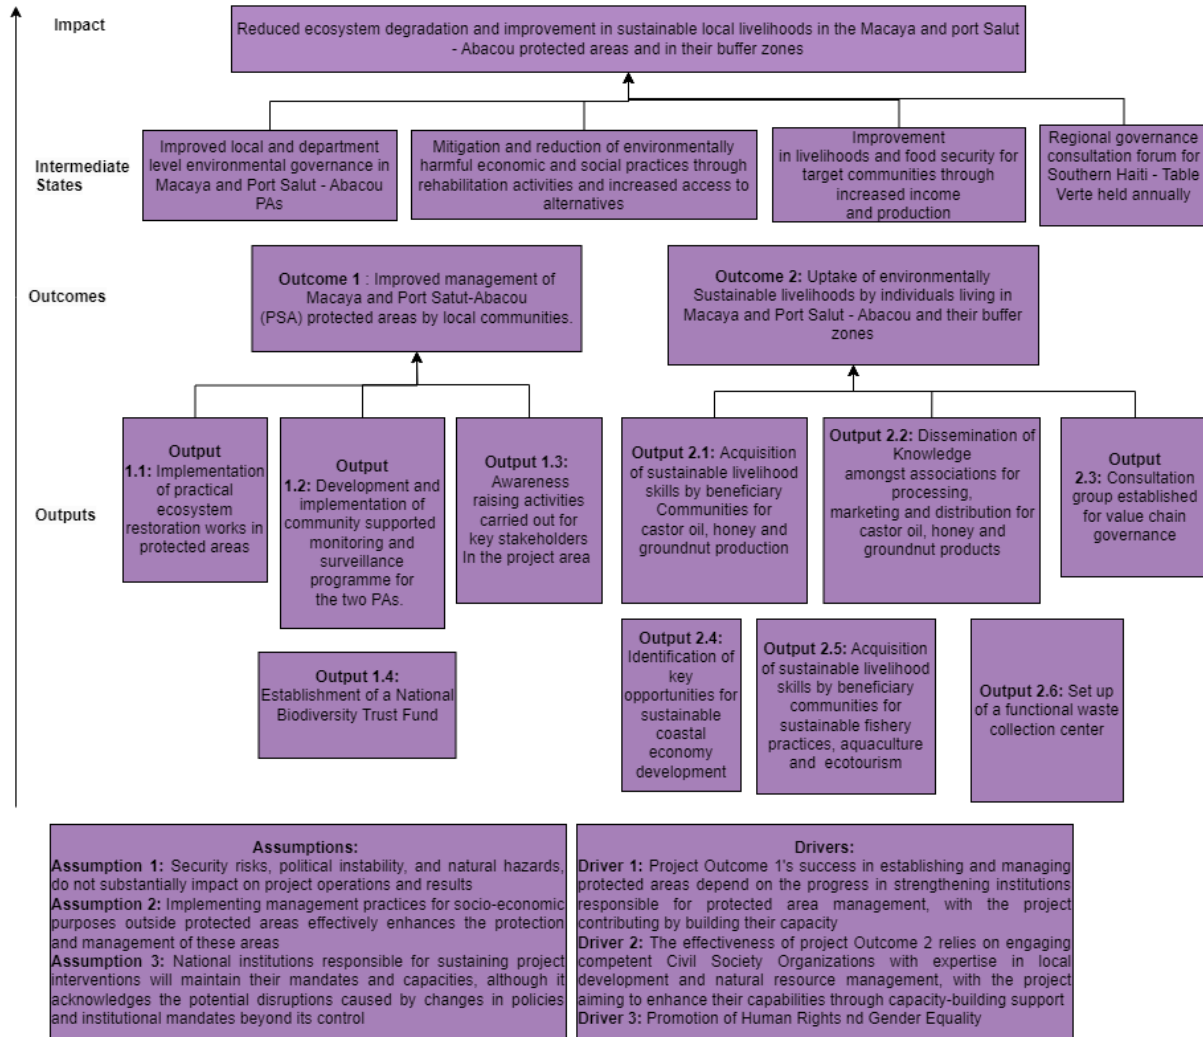 Impact
Reduced ecosystem degradation and improvement in sustainable local livelihoods in the Macaya and port Salut
- Abacou protected areas and in their buffer zones
Intermediate
States
Improved local and department
level environmental governance in
Macaya and Port Salut - Abacou
PAs
Mitigation and reduction of environmentally
harmful economic and social practices through
rehabilitation activities and increased access to
alternatives
Improvement
in livelihoods and food security for
target communities through
increased income
and production
Regional governance
consultation forum for
Southern Haiti - Table
Verte held annually
Outcomes
Outcome 1 : Improved management of
Macaya and Port Satut-Abacou
(PSA) protected areas by local communities.
Outcome 2: Uptake of environmentally
Sustainable livelihoods by individuals living in
Macaya and Port Salut - Abacou and their buffer
zones
Outputs
Output
1.1: Implementation
of practical
ecosystem
restoration works in
protected areas
Output
1.2: Development and
implementation of
community supported
monitoring and
surveillance
programme for
the two PAs.
Output 1.3:
Awareness
raising activities
carried out for
key stakeholders
In the project area
Output 2.1: Acquisition
of sustainable livelihood
skills by beneficiary
Communities for
castor oil, honey and
groundnut production
Output 2.2: Dissemination of
Knowledge
amongst associations for
processing,
marketing and distribution for
castor oil, honey and
groundnut products
Output
2.3: Consultation
group established
for value chain
governance
Output 1.4:
Establishment of a National
Biodiversity Trust Fund
Output 2.4:
Identification of
key
opportunities for
sustainable
coastal
economy
development
Output 2.5: Acquisition
of sustainable livelihood
skills by beneficiary
communities for
sustainable fishery
practices, aquaculture
and ecotourism
Output 2.6: Set up
of a functional waste
collection center
Assumptions:
Assumption 1: Security risks, political instability, and natural hazards,
do not substantially impact on project operations and results
Assumption 2: Implementing management practices for socio-economic
purposes outside protected areas effectively enhances the protection
and management of these areas
Assumption 3: National institutions responsible for sustaining project
interventions will maintain their mandates and capacities, although it
acknowledges the potential disruptions caused by changes in policies
and institutional mandates beyond its control
Drivers:
Driver 1: Project Outcome 1's success in establishing and managing
protected areas depend on the progress in strengthening institutions
responsible for protected area management, with the project
contributing by building their capacity
Driver 2: The effectiveness of project Outcome 2 relies on engaging
competent Civil Society Organizations with expertise in local
development and natural resource management, with the project
aiming to enhance their capabilities through capacity-building support
Driver 3: Promotion of Human Rights nd Gender Equality